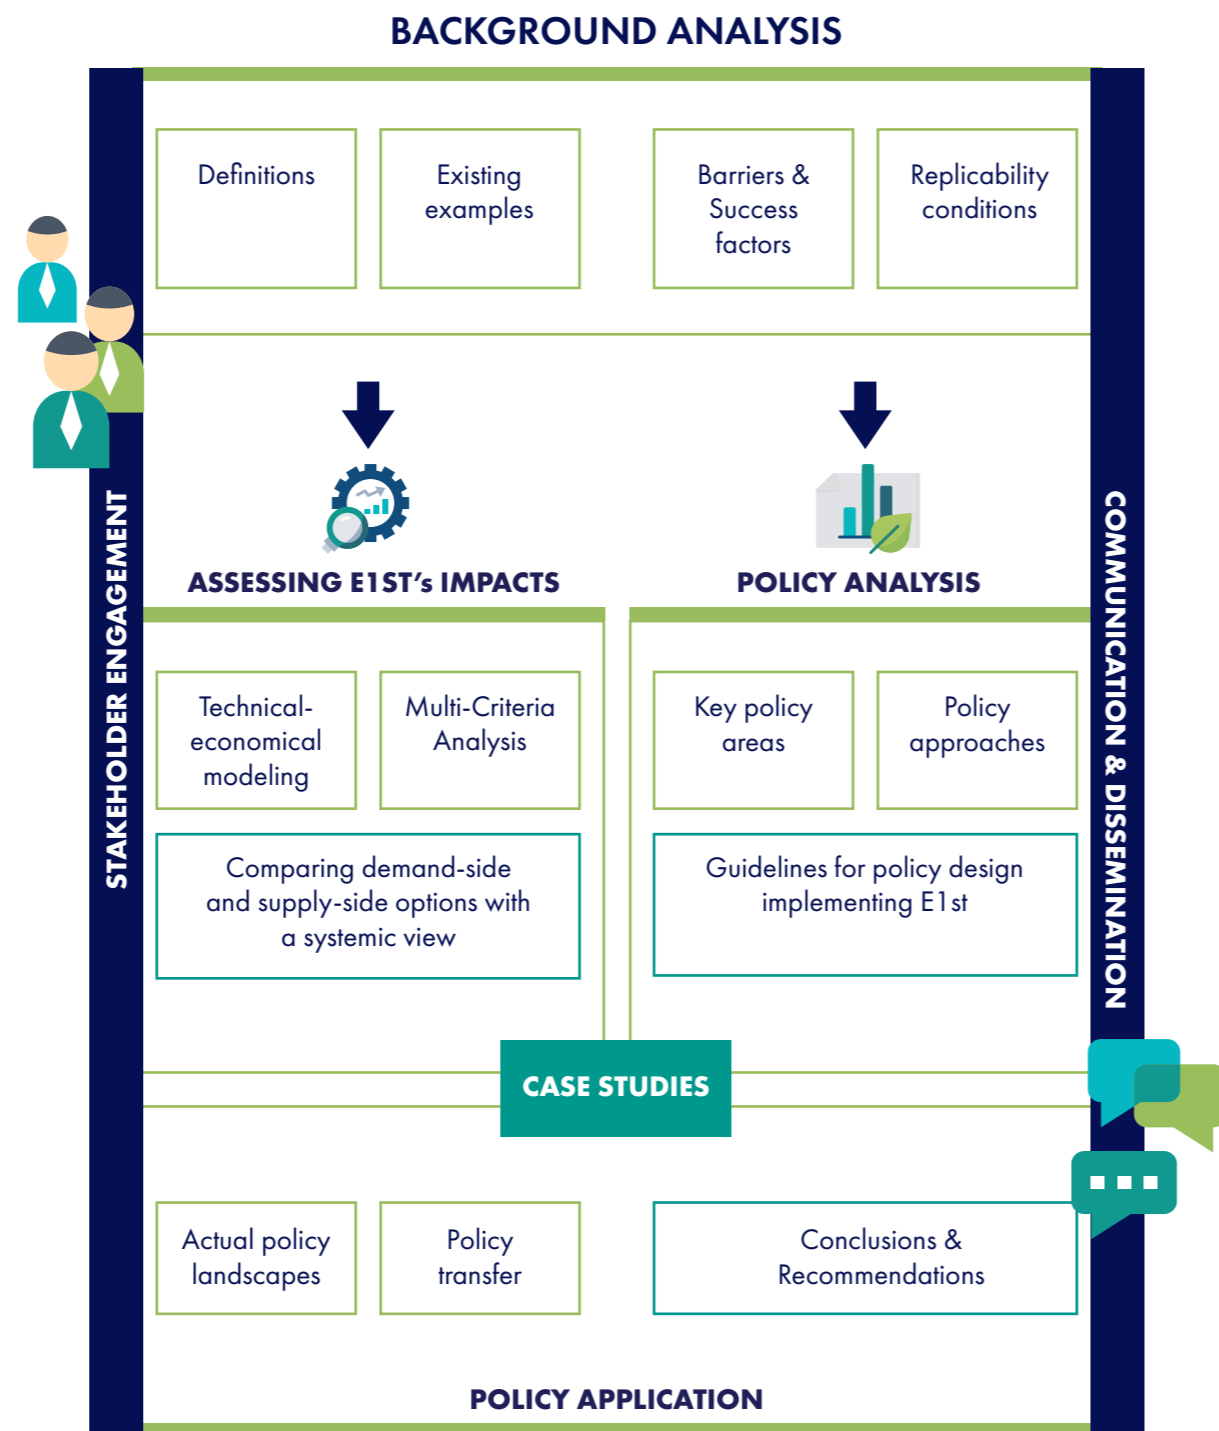 BACKGROUND ANALYSIS
Definitions
Existing
examples
Barriers &
Success
factors
Replicability
conditions
STAKEHOLDER ENGAGEMENT
COMMUNICATION & DISSEMINATION
ASSESSING E1ST’s IMPACTS
POLICY ANALYSIS
Technical-
economical
modeling
Multi-Criteria
Analysis
Key policy
areas
Policy
approaches
Comparing demand-side
and supply-side options with
a systemic view
Guidelines for policy design
implementing E1st
CASE STUDIES
Actual policy
landscapes
Policy
transfer
Conclusions &
Recommendations
POLICY APPLICATION